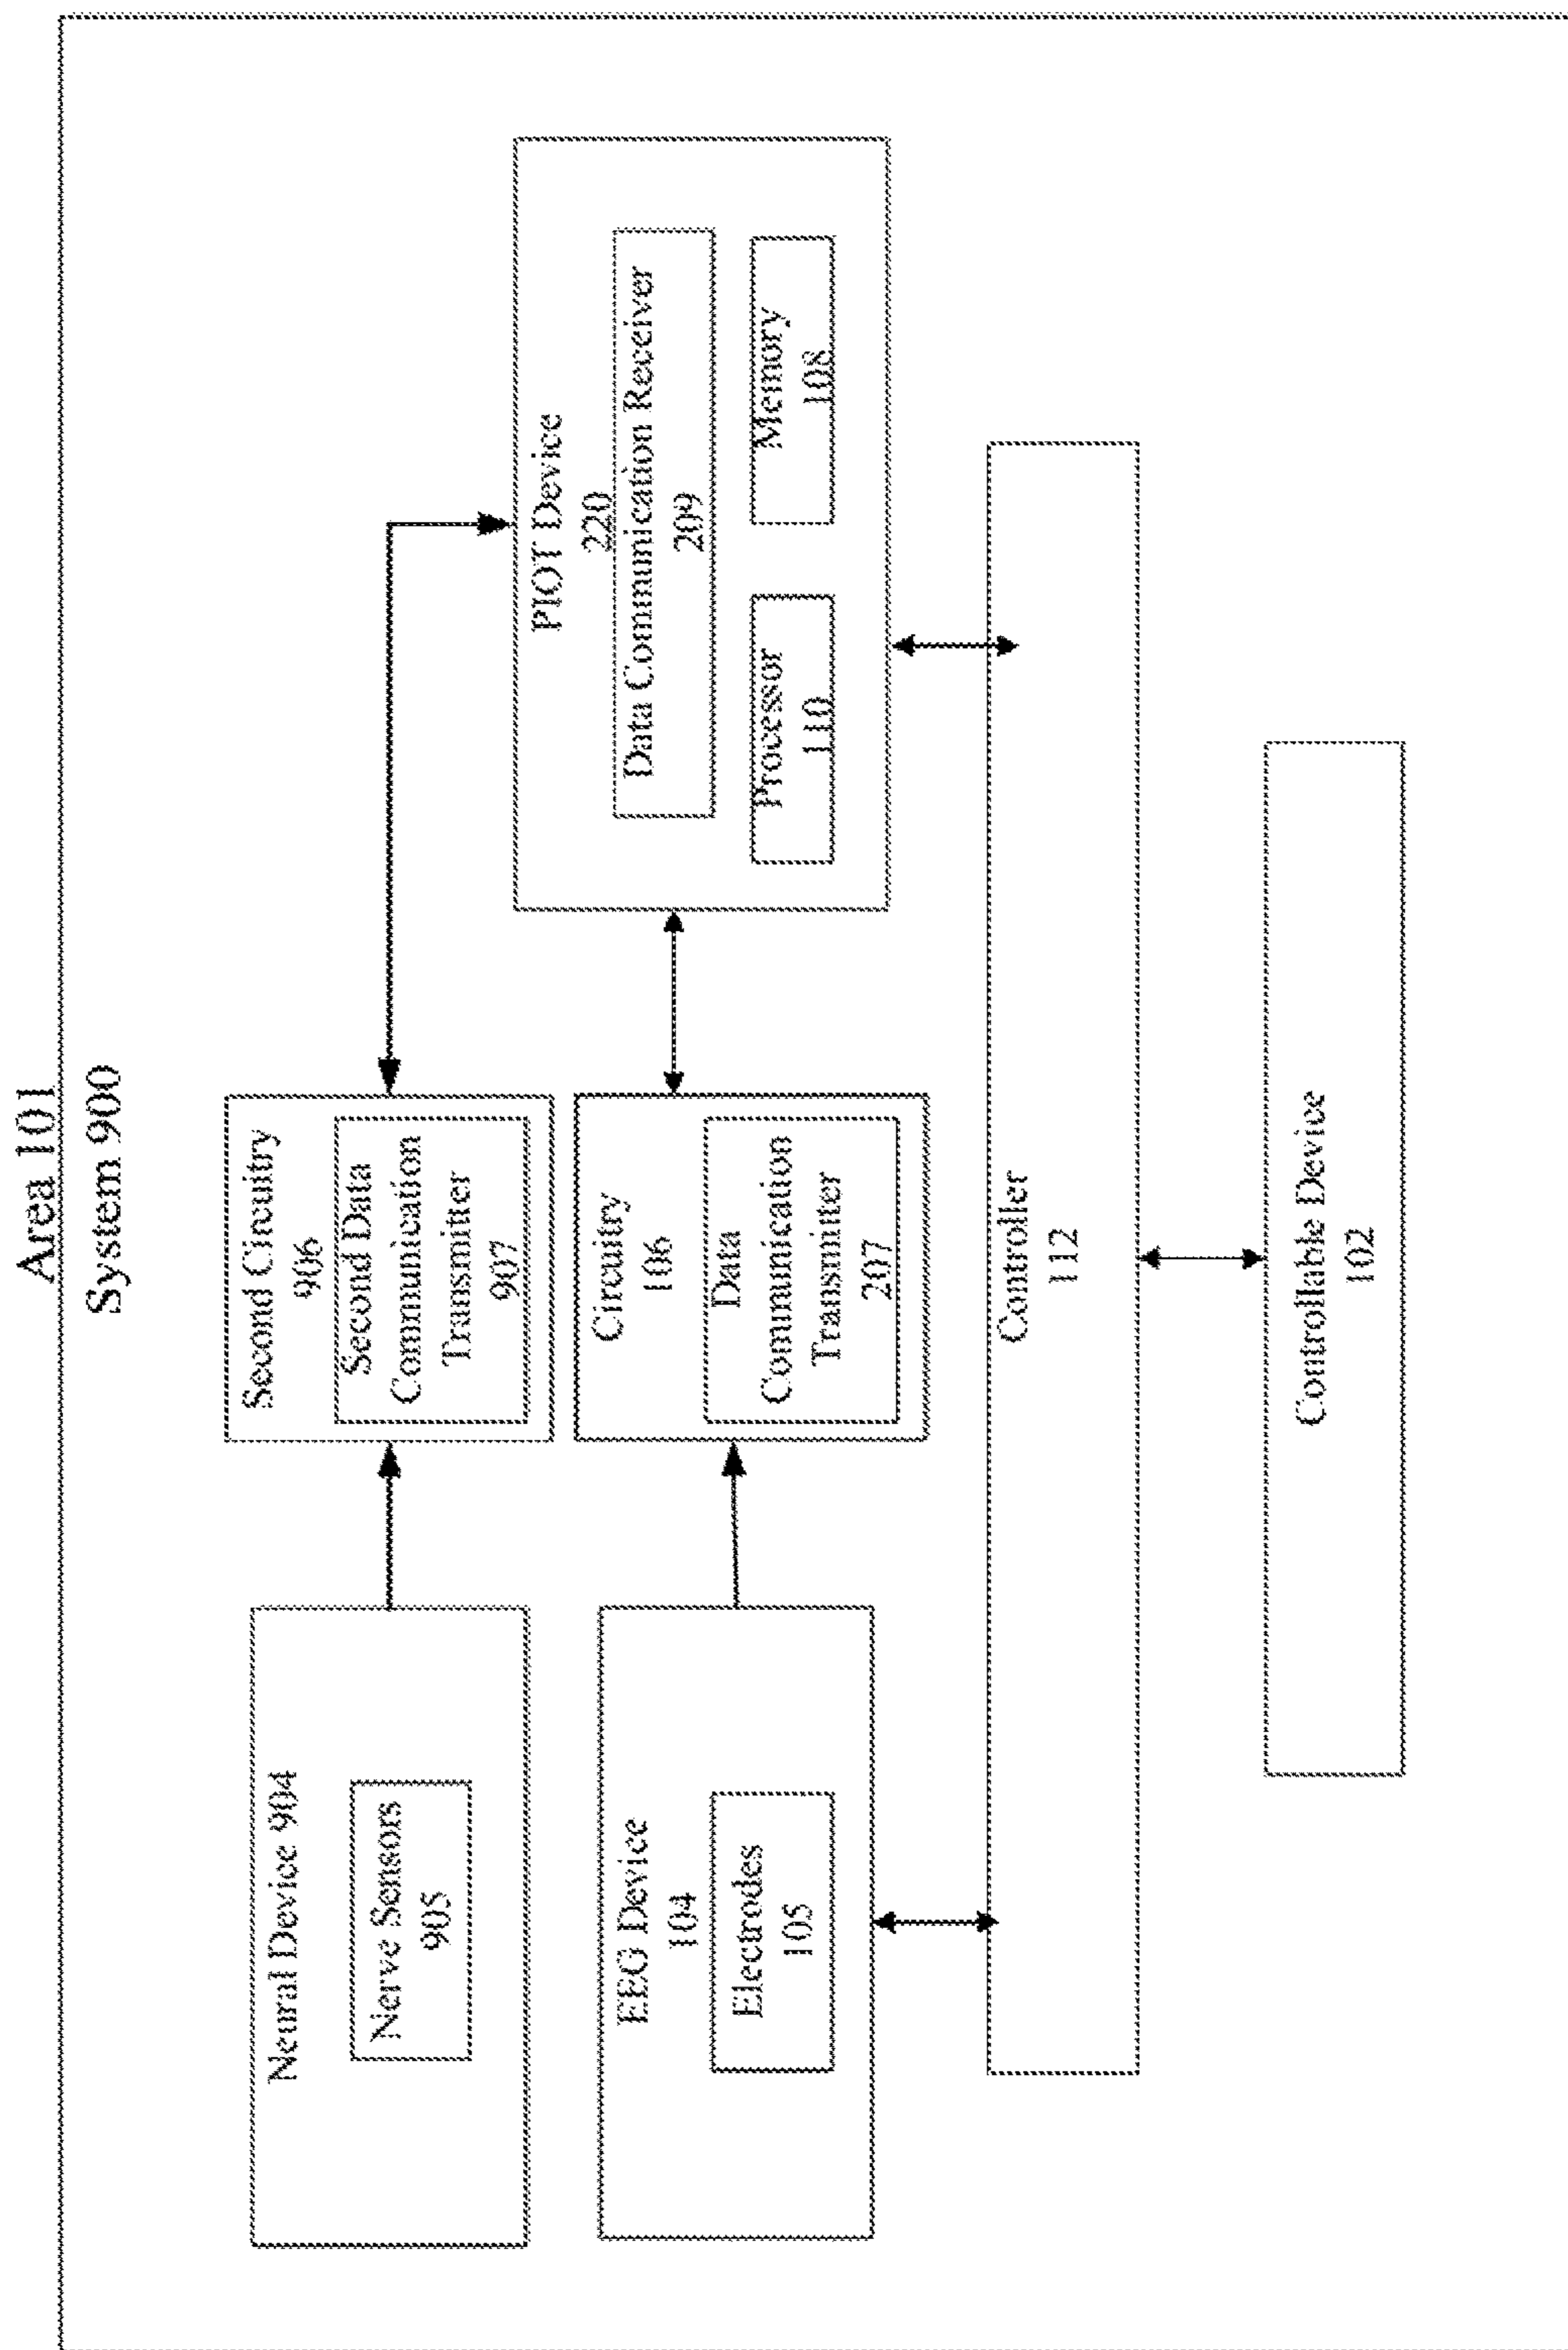 Area 101
System 900
Neural Device 904
Nerve Sensors
905
Second Circuitry
906
Second Data
Communication
Transmitter
907
EEG Device
104
Electrodes
105
Circuitry
106
Data
Communication
Transmitter
207
PIOT Device
220
Data Communication Receiver
209
Processor
110
Memory
108
Controller
112
Controllable Device
102